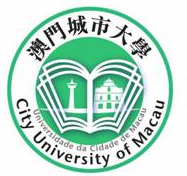 澳門城市大學
Universidade da Cidade de Macau
City University of Macau